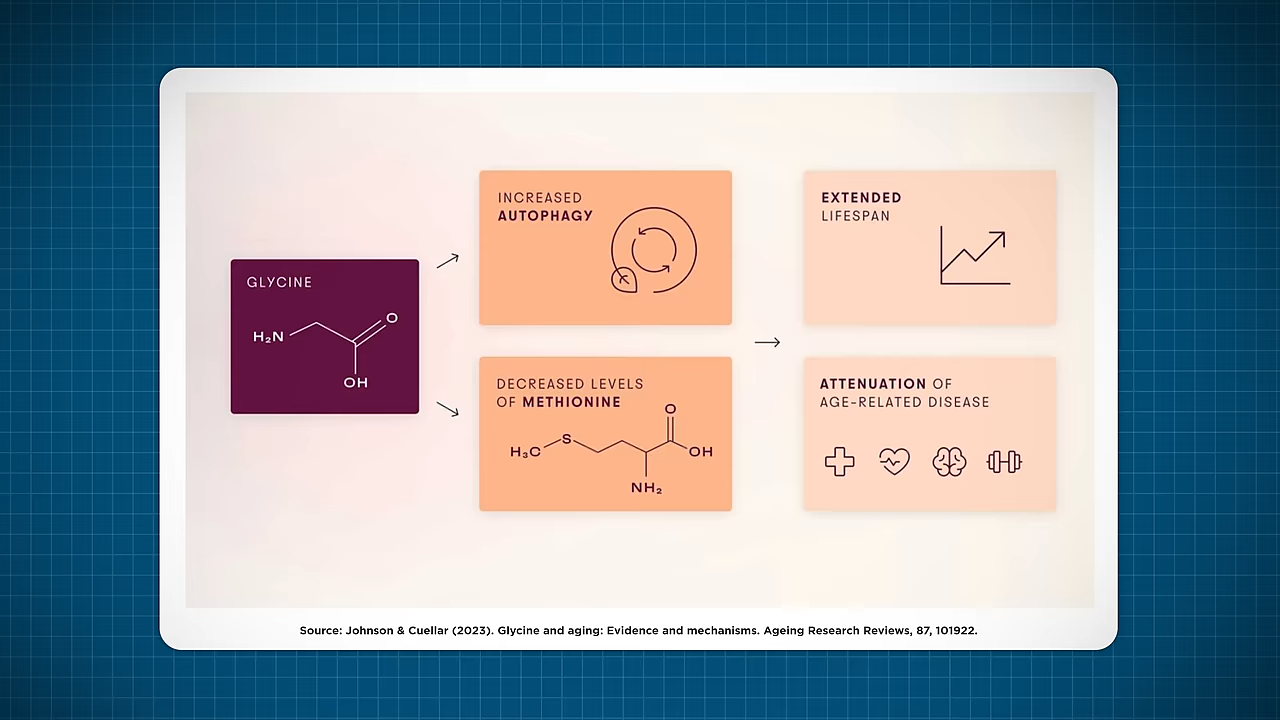 GLYCINE
H₂N
O
OH
INCREASED
AUTOPHAGY
DECREASED LEVELS
OF METHIONINE
O
H₃C
S
OH
NH₂
EXTENDED
LIFESPAN
ATTENUATION OF
AGE-RELATED DISEASE
Source: Johnson & Cuellar (2023). Glycine and aging: Evidence and mechanisms. Ageing Research Reviews, 87, 101922.